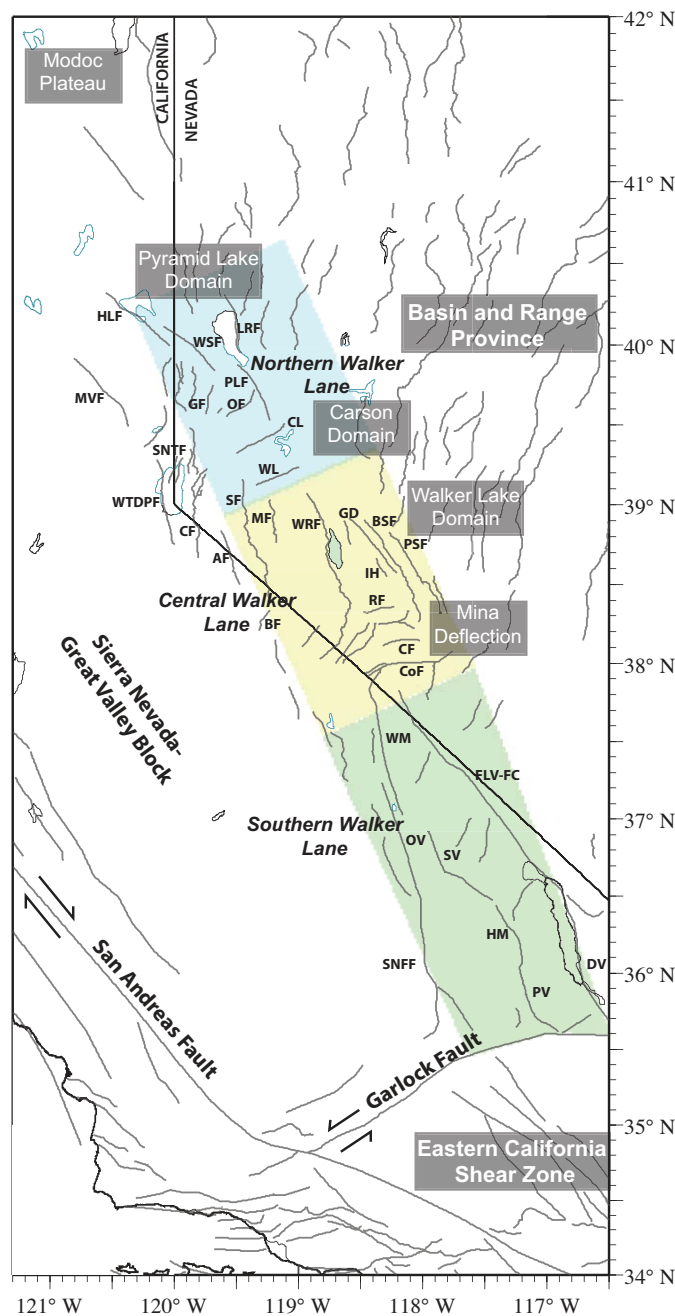 42° N
Modoc
Plateau
CALIFORNIA
NEVADA
41° N
Pyramid Lake
Domain
HLF
LRF
WSF
Basin and Range
Province
40° N
Northern Walker
Lane
PLF
MVF
GF
OF
CL
Carson
Domain
SNTF
WL
WTDPF
SF
39° N
Walker Lake
Domain
MF
WRF
GD
BSF
CF
PSF
AF
IH
RF
Central Walker
Lane
BF
Mina
Deflection
CF
38° N
CoF
Sierra Nevada-
Great Valley Block
WM
FLV-FC
37° N
Southern Walker
Lane
OV
SV
HM
SNFF
DV
36° N
PV
San Andreas Fault
Garlock Fault
35° N
Eastern California
Shear Zone
34° N
121° W
120° W
119° W
118° W
117° W